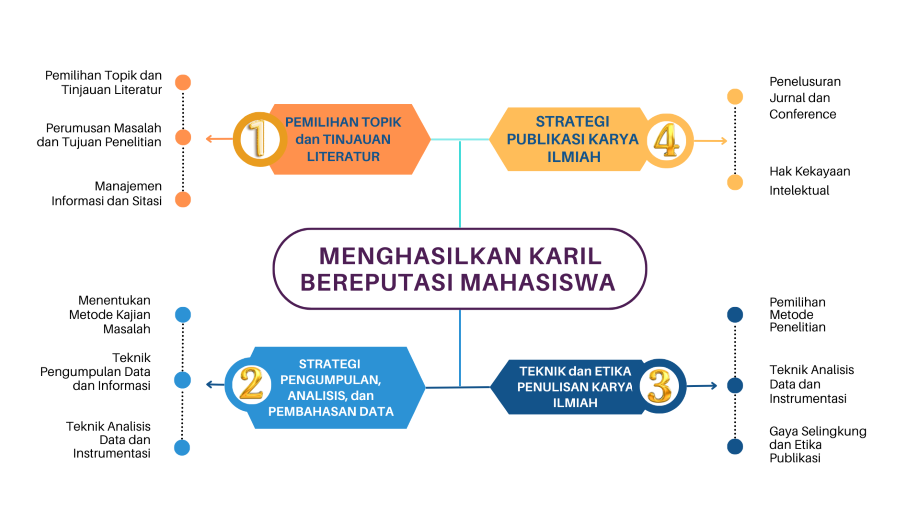 Pemilihan Topik dan
Tinjauan Literatur
Perumusan Masalah
dan Tujuan Penelitian
Manajemen
Informasi dan Sitasi
1
PEMILIHAN TOPIK
dan TINJAUAN
LITERATUR
STRATEGI
PUBLIKASI KARYA
ILMIAH
4
Penelusuran
Jurnal dan
Conference
Hak Kekayaan
Intelektual
MENGHASILKAN KARIL
BEREPUTASI MAHASISWA
Menentukan
Metode Kajian
Masalah
Teknik
Pengumpulan Data
dan Informasi
Teknik Analisis
Data dan
Instrumentasi
2
STRATEGI
PENGUMPULAN,
ANALISIS, dan
PEMBAHASAN DATA
TEKNIK dan ETIKA
PENULISAN KARYA
ILMIAH
3
Pemilihan
Metode
Penelitian
Teknik Analisis
Data dan
Instrumentasi
Gaya Selingkung
dan Etika
Publikasi